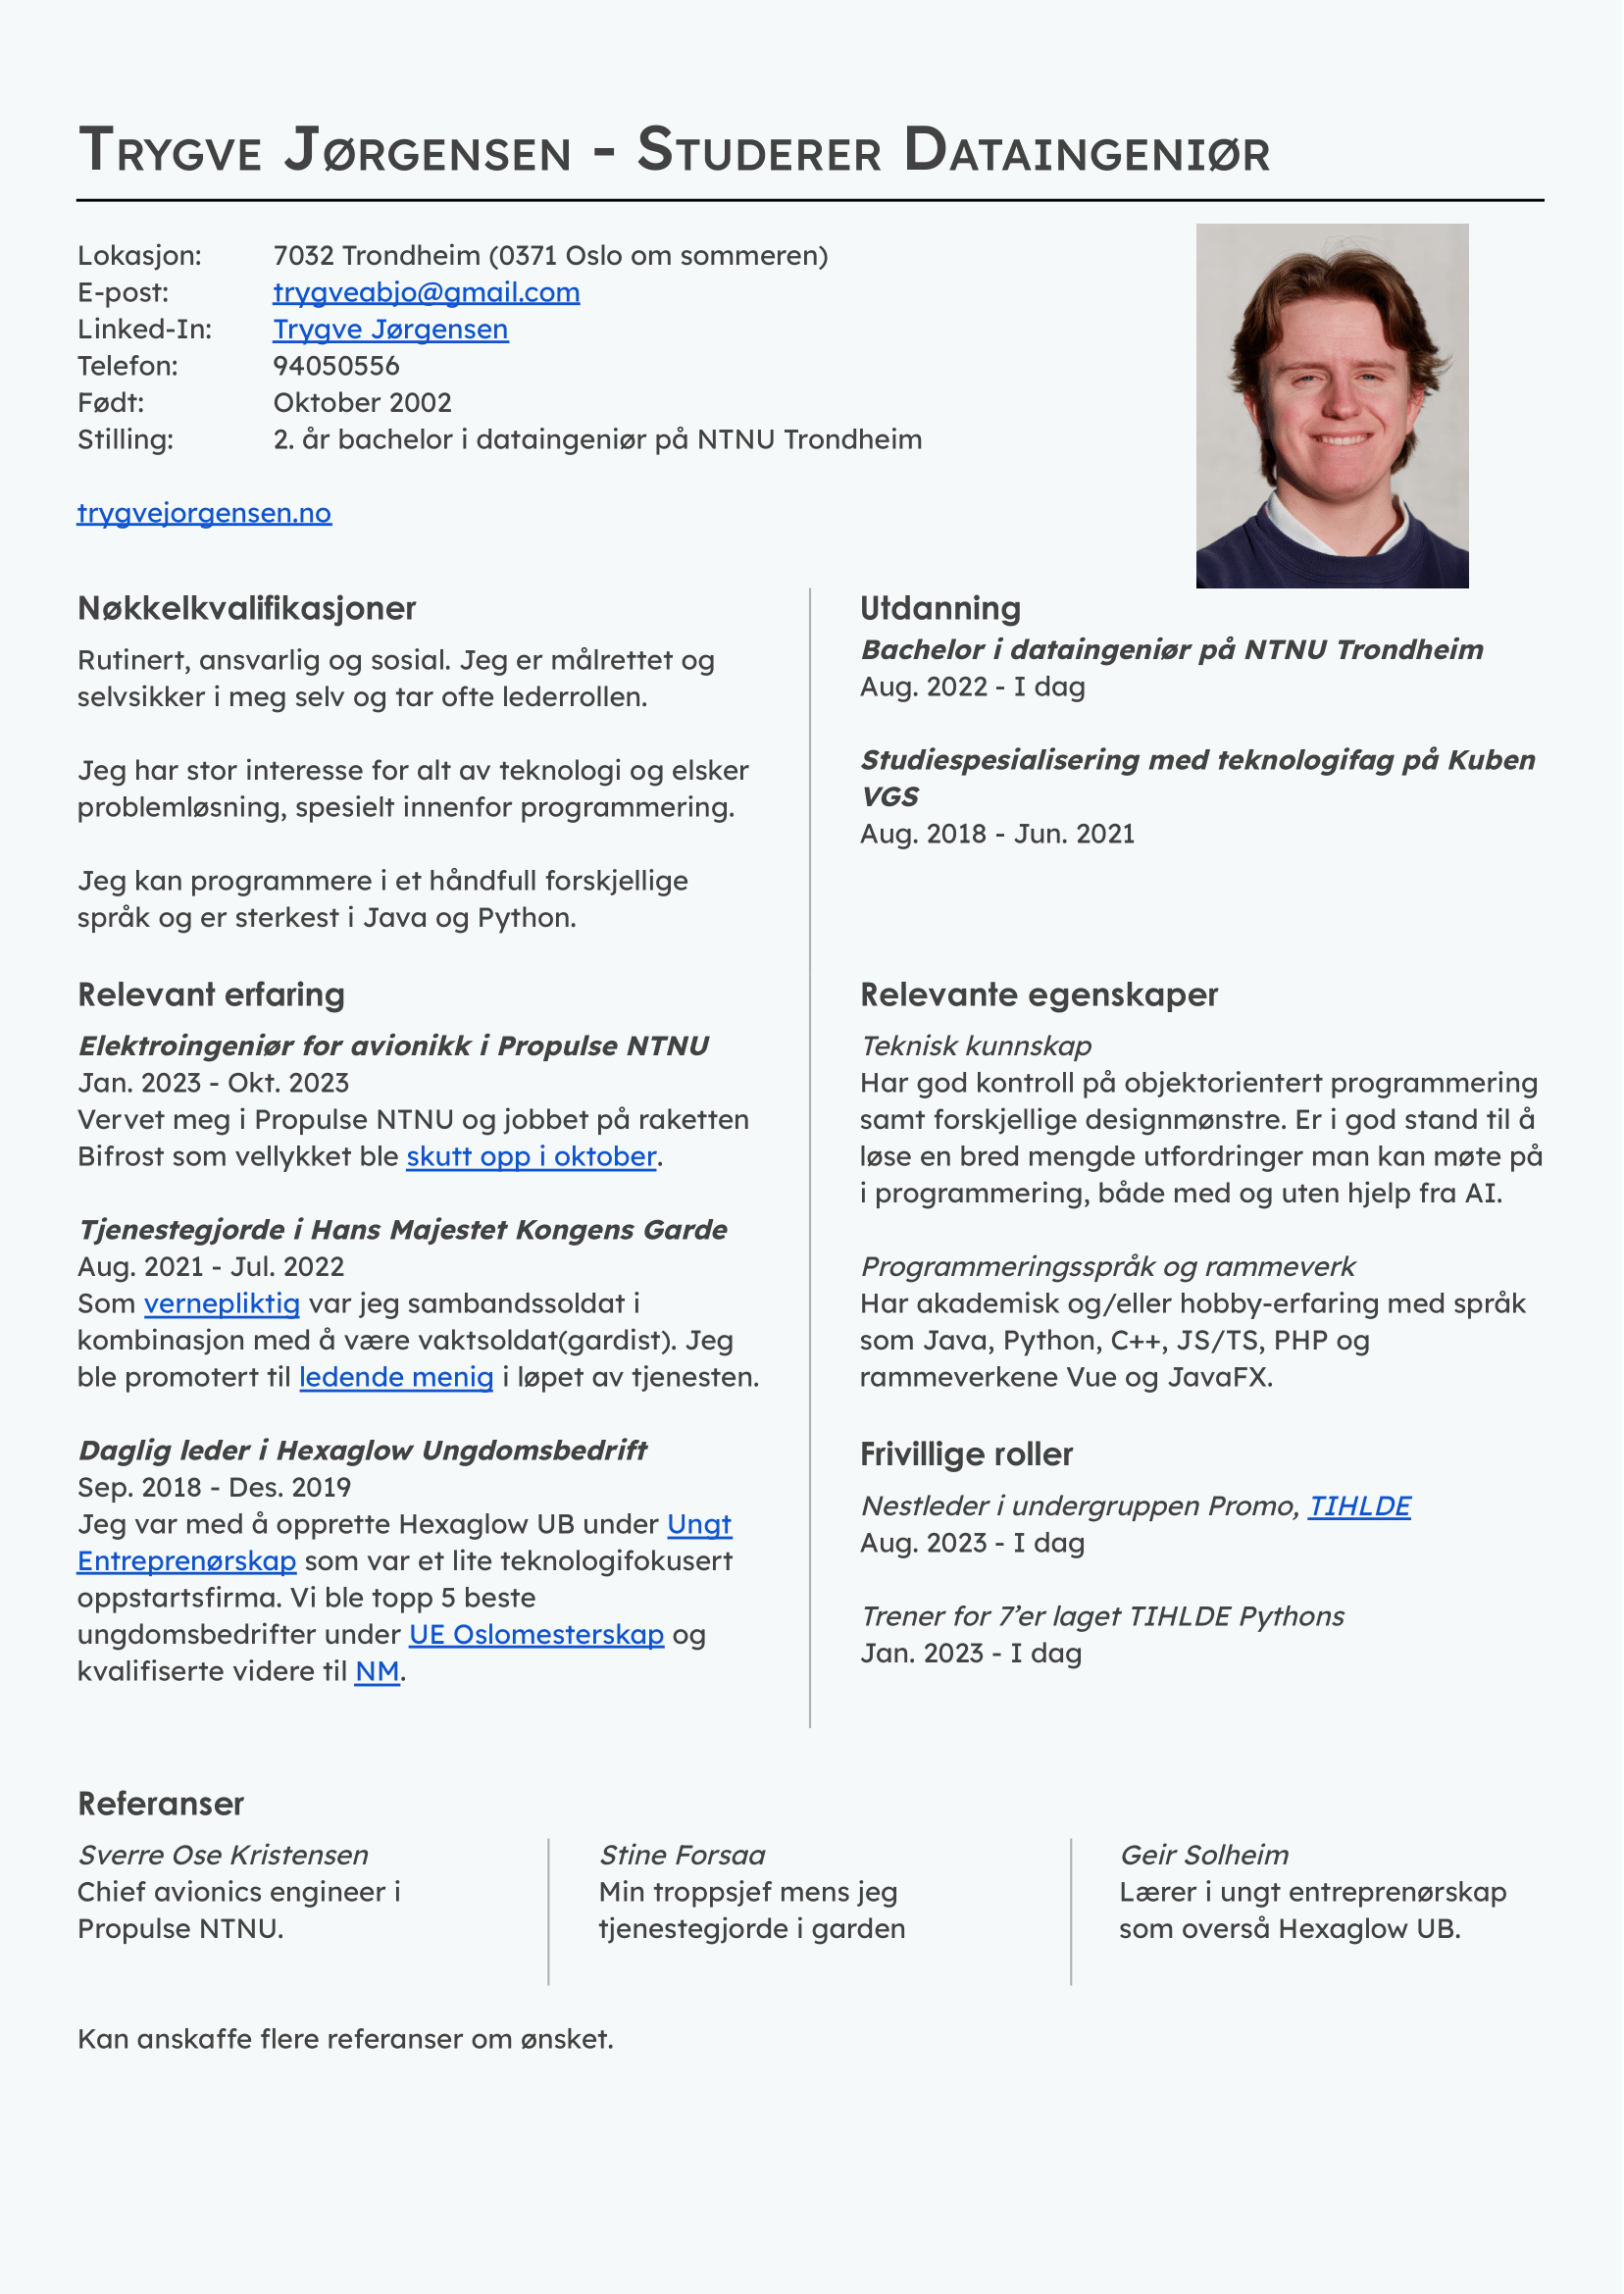 Trygve Jørgensen - Studerer Dataingeniør
Lokasjon: 7032 Trondheim (0371 Oslo om sommeren)
E-post: trygveabjo@gmail.com
Linked-In: Trygve Jørgensen
Telefon: 94050556
Født: Oktober 2002
Stilling: 2. år bachelor i dataingeniør på NTNU Trondheim
trygvejorgensen.no
Nøkkelkvalifikasjoner
Rutinert, ansvarlig og sosial. Jeg er målrettet og
selvsikker i meg selv og tar ofte lederrollen.
Jeg har stor interesse for alt av teknologi og elsker
problemløsning, spesielt innenfor programmering.
Jeg kan programmere i et håndfull forskjellige
språk og er sterkest i Java og Python.
Utdanning
Bachelor i dataingeniør på NTNU Trondheim
Aug. 2022 - I dag
Studiespesialisering med teknologifag på Kuben
VGS
Aug. 2018 - Jun. 2021
Relevant erfaring
Elektroingeniør for avionikk i Propulse NTNU
Jan. 2023 - Okt. 2023
Vervet meg i Propulse NTNU og jobbet på raketten
Bifrost som vellykket ble skutt opp i oktober.
Tjenestegjorde i Hans Majestet Kongens Garde
Aug. 2021 - Jul. 2022
Som vernepliktig var jeg sambandssoldat i
kombinasjon med å være vaktsoldat(gardist). Jeg
ble promotert til ledende menig i løpet av tjenesten.
Daglig leder i Hexaglow Ungdomsbedrift
Sep. 2018 - Des. 2019
Jeg var med å opprette Hexaglow UB under Ungt
Entreprenørskap som var et lite teknologifokusert
oppstartsfirma. Vi ble topp 5 beste
ungdomsbedrifter under UE Oslomesterskap og
kvalifiserte videre til NM.
Relevante egenskaper
Teknisk kunnskap
Har god kontroll på objektorientert programmering
samt forskjellige designmønstre. Er i god stand til å
løse en bred mengde utfordringer man kan møte på
i programmering, både med og uten hjelp fra AI.
Programmeringsspråk og rammeverk
Har akademisk og/eller hobby-erfaring med språk
som Java, Python, C++, JS/TS, PHP og
rammeverkene Vue og JavaFX.
Frivillige roller
Nestleder i undergruppen Promo, TIHLDE
Aug. 2023 - I dag
Trener for 7’er laget TIHLDE Pythons
Jan. 2023 - I dag
Referanser
Sverre Ose Kristensen
Chief avionics engineer i
Propulse NTNU.
Stine Forsaa
Min troppsjef mens jeg
tjenestegjorde i garden
Geir Solheim
Lærer i ungt entreprenørskap
som overså Hexaglow UB.
Kan anskaffe flere referanser om ønsket.